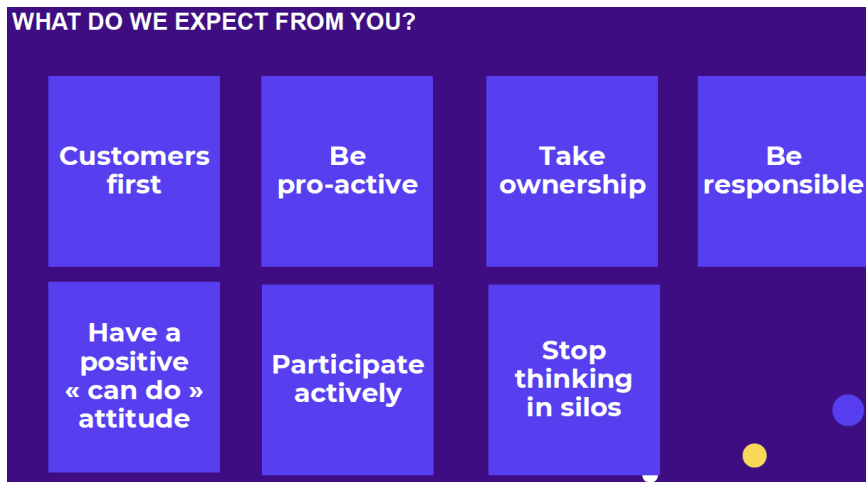 WHAT DO WE EXPECT FROM YOU?
Customers
first
Be
pro-active
Take
ownership
Be
responsible
Have a
positive
« can do »
attitude
Participate
actively
Stop
thinking
in silos